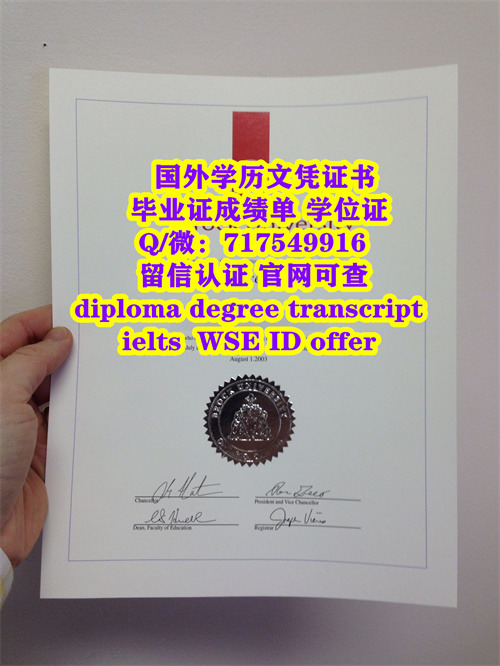 国外学历文凭证书
毕业证成绩单 学位证
Q/微：717549916
留信认证 官网可查
diploma degree transcript
ielts WSE ID offer
August 1.2003
BROCK UNIVERSITY
Chancellor
President and Vice Chancellor
Dean, Faculty of Education
Registrar